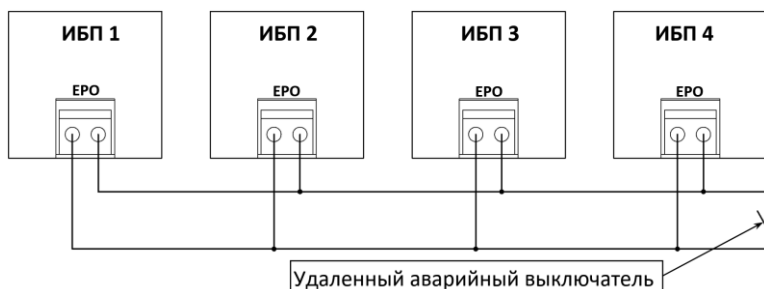 ИБП 1
ИБП 2
ИБП 3
ИБП 4
EPO
EPO
EPO
EPO
Удаленный аварийный выключатель